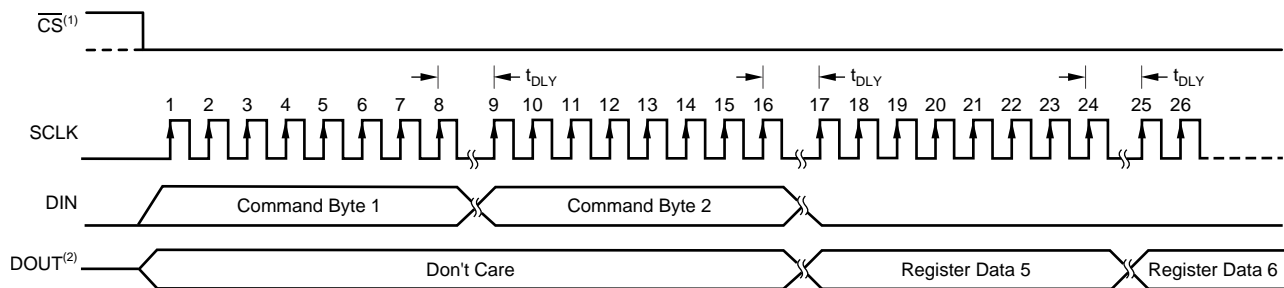 CS(1)
tDLY tDLY tDLY
1 2 3 4 5 6 7 8 9 10 11 12 13 14 15 16 17 18 19 20 21 22 23 24 25 26
SCLK
DIN Command Byte 1 Command Byte 2
DOUT(2) Don't Care Register Data 5 Register Data 6